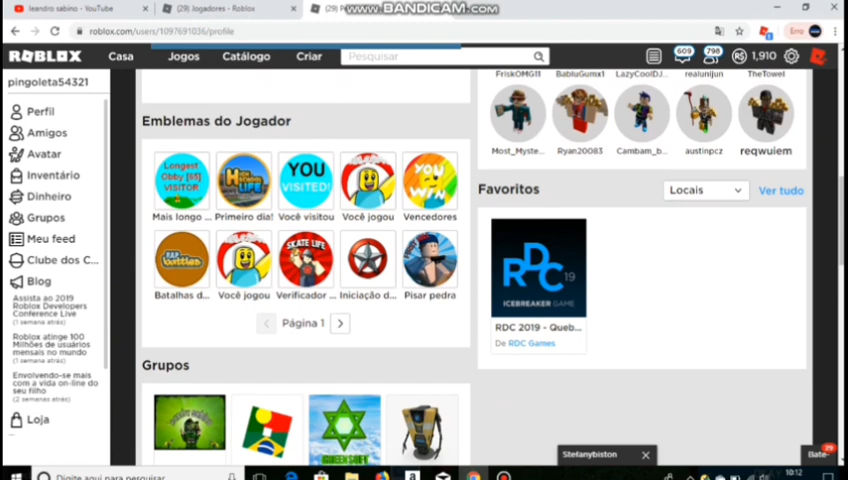 leandro sabino - YouTube
(29) Jogadores - Roblox
www.BANDICAM.com
roblox.com/users/1097691036/profile
Erro
ROBLOX
Casa
Jogos
Catálogo
Criar
Pesquisar
609
798
R$ 1,910
pingoleta54321
Perfil
Amigos
Avatar
Inventário
Dinheiro
Grupos
Meu feed
Clube dos C...
Blog
Assista ao 2019
Roblox Developers
Conference Live
(1 semana atrás)
Roblox atinge 100
Milhões de usuários
mensais no mundo
(1 semana atrás)
Envolvendo-se mais
com a vida on-line do
seu filho
(2 semanas atrás)
Loja
Emblemas do Jogador
Longest
Obby [65]
VISITOR
HIGH SCHOOL
LIFE
YOU
VISITED!
YOU
WIN
Mais longo ...
Primeiro dia!
Você visitou
Você jogou
Vencedores
RAP
battles
SKATE LIFE
Batalhas d...
Você jogou
Verificador ...
Iniciação d...
Pisar pedra
Página 1
Grupos
FriskOMG11
BabluGumx1
LazyCoolDJ...
realunijun
TheTowel
Most_Myste...
Ryan20083
Cambam_b...
austinpcz
reqwuiem
Favoritos
Locais
Ver tudo
RDC
19
ICEBREAKER GAME
RDC 2019 - Queb...
De RDC Games
Stefanybiston
Bate-
29
Digite aqui para pesquisar
10:12